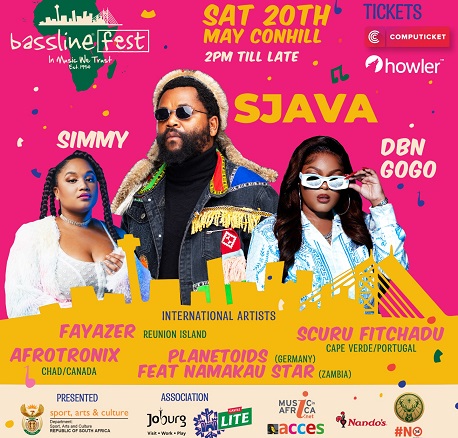 bassline fest
In Music We Trust
Est. 1994
SAT 20TH
MAY CONHILL
2PM TILL LATE
TICKETS
COMPUTICKET
howler
SJAVA
SIMMY
DBN
GOGO
INTERNATIONAL ARTISTS
FAYAZER REUNION ISLAND
SCURU FITCHADU
CAPE VERDE/PORTUGAL
AFROTRONIX
CHAD/CANADA
PLANETOIDS (GERMANY)
FEAT NAMAKAU STAR (ZAMBIA)
PRESENTED
sport, arts & culture
Department:
Sport, Arts and Culture
REPUBLIC OF SOUTH AFRICA
ASSOCIATION
Joburg
Visit • Work • Play
LITE
MUSIC IN
AFRICA
acces
Nando's